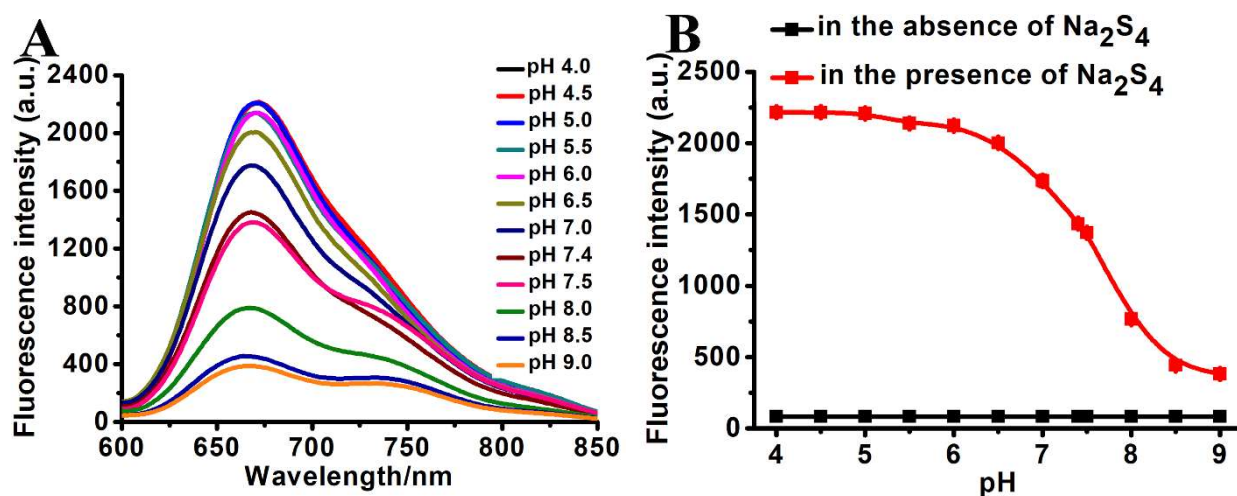 A
Fluorescence intensity (a.u.)
2400
2000
1600
1200
800
400
0
600
650
700
750
800
850
Wavelength/nm
pH 4.0
pH 4.5
pH 5.0
pH 5.5
pH 6.0
pH 6.5
pH 7.0
pH 7.4
pH 7.5
pH 8.0
pH 8.5
pH 9.0
B
in the absence of Na₂S₄
in the presence of Na₂S₄
Fluorescence intensity (a.u.)
2500
2000
1500
1000
500
0
4
5
6
7
8
9
pH